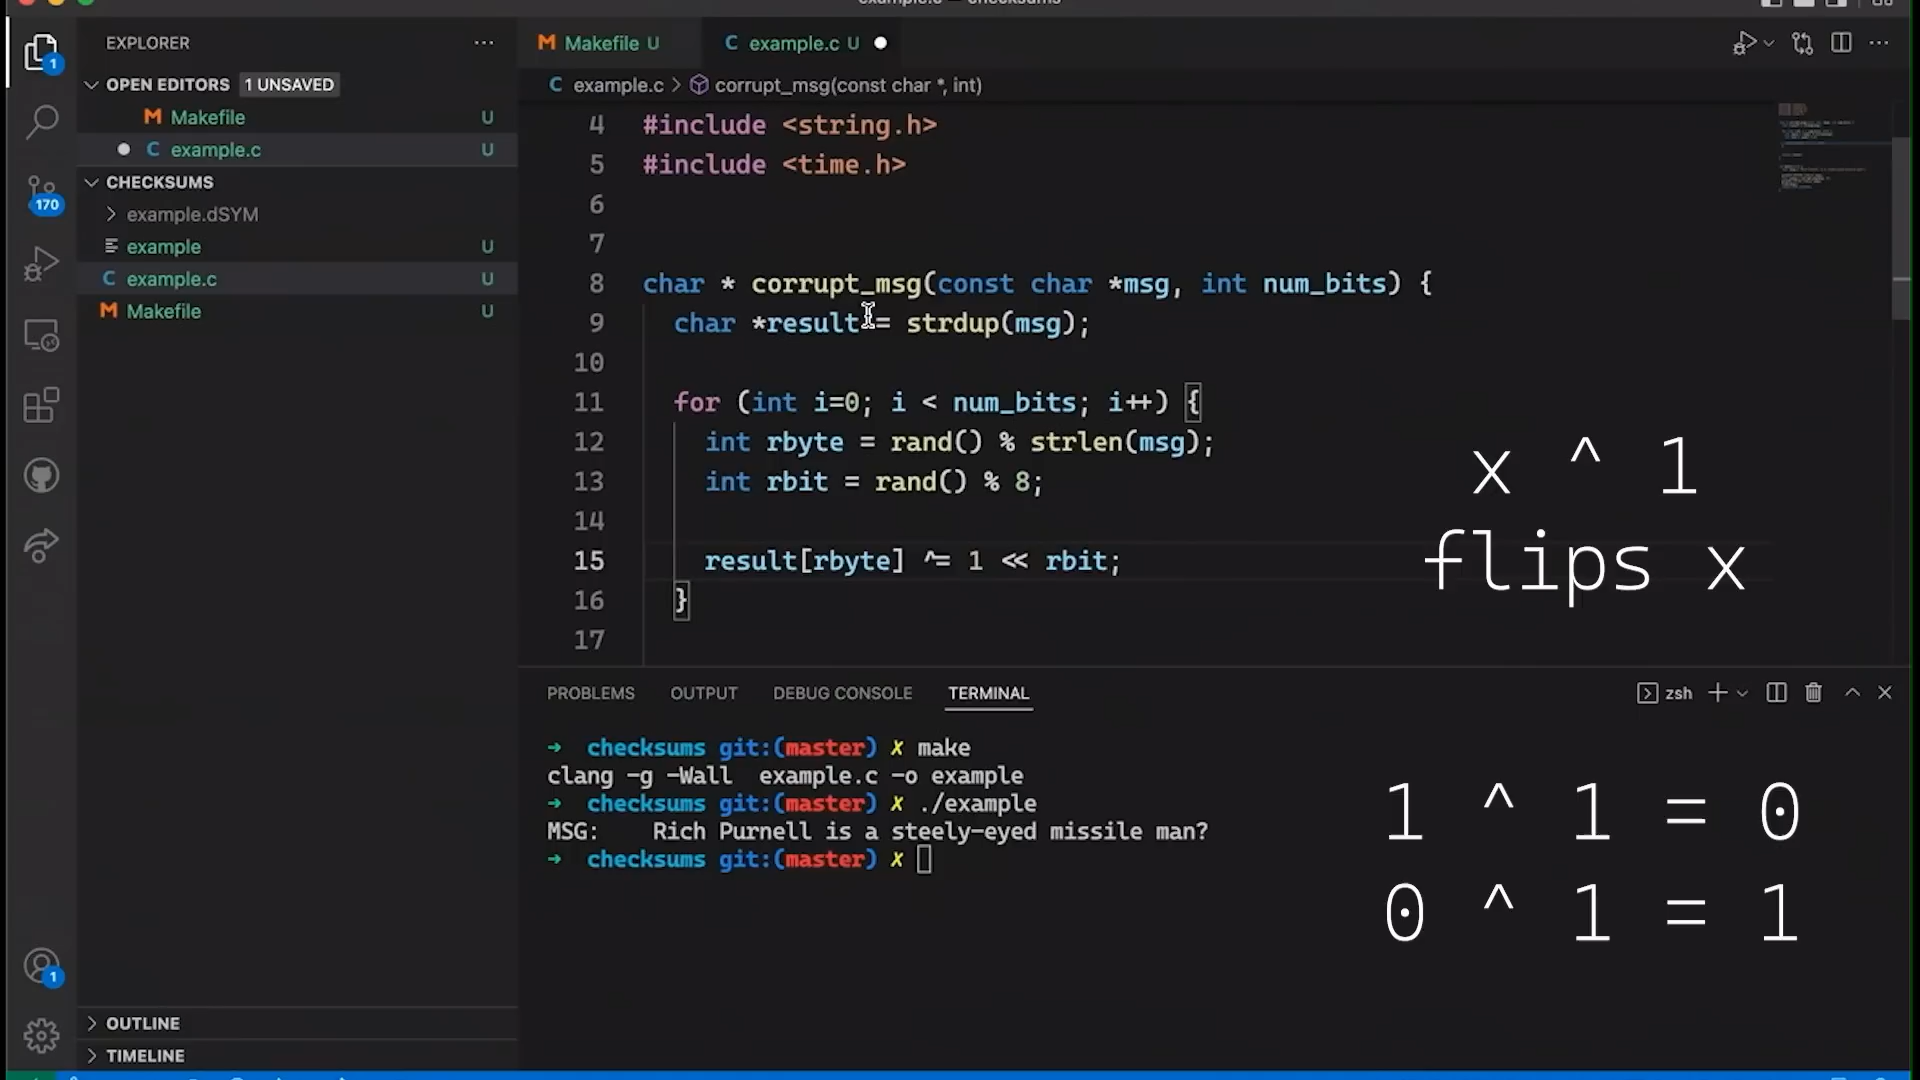 example.c — checksums
EXPLORER
OPEN EDITORS 1 UNSAVED
M Makefile U
C example.c U
CHECKSUMS
example.dSYM
example U
C example.c U
M Makefile U
1
170
1
OUTLINE
TIMELINE
M Makefile U
C example.c U
C example.c > corrupt_msg(const char *, int)
4 #include <string.h>
5 #include <time.h>
6
7
8 char * corrupt_msg(const char *msg, int num_bits) {
9 char *result = strdup(msg);
10
11 for (int i=0; i < num_bits; i++) {
12 int rbyte = rand() % strlen(msg);
13 int rbit = rand() % 8;
14
15 result[rbyte] ^= 1 << rbit;
16 }
17
x ^ 1
flips x
PROBLEMS OUTPUT DEBUG CONSOLE TERMINAL
zsh
➜ checksums git:(master) ✗ make
clang -g -Wall example.c -o example
➜ checksums git:(master) ✗ ./example
MSG: Rich Purnell is a steely-eyed missile man?
➜ checksums git:(master) ✗
1 ^ 1 = 0
0 ^ 1 = 1